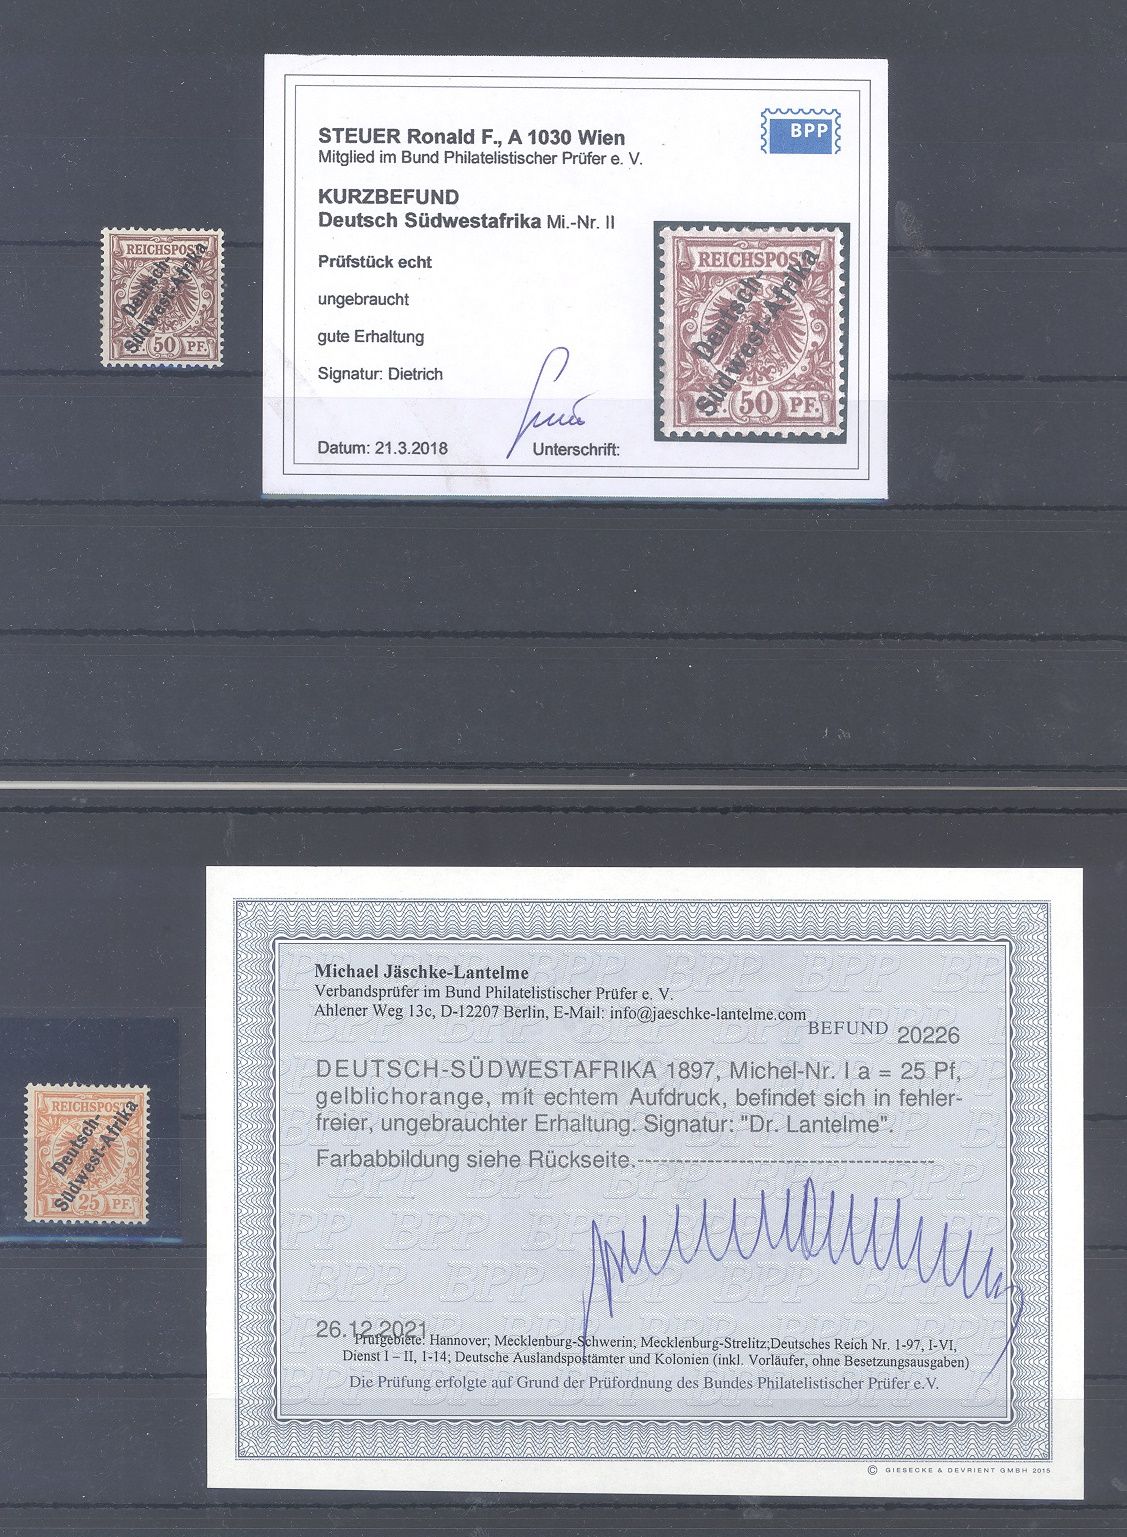 STEUER Ronald F., A 1030 Wien
Mitglied im Bund Philatelistischer Prüfer e. V.
BPP
KURZBEFUND
Deutsch Südwestafrika Mi.-Nr. II
Prüfstück echt
ungebraucht
gute Erhaltung
Signatur: Dietrich
Datum: 21.3.2018
Unterschrift:
REICHSPOST
Deutsch-
Südwest-Afrika
50 PF.
REICHSPOST
Deutsch-
Südwest-Afrika
50 PF.
Michael Jäschke-Lantelme
Verbandsprüfer im Bund Philatelistischer Prüfer e. V.
Ahlener Weg 13c, D-12207 Berlin, E-Mail: info@jaeschke-lantelme.com
BEFUND 20226
DEUTSCH-SÜDWESTAFRIKA 1897, Michel-Nr. I a = 25 Pf,
gelblichorange, mit echtem Aufdruck, befindet sich in fehler-
freier, ungebrauchter Erhaltung. Signatur: "Dr. Lantelme".
Farbabbildung siehe Rückseite.-----------------------------------
26.12.2021
Prüfgebiete: Hannover; Mecklenburg-Schwerin; Mecklenburg-Strelitz;Deutsches Reich Nr. 1-97, I-VI,
Dienst I – II, 1-14; Deutsche Auslandspostämter und Kolonien (inkl. Vorläufer, ohne Besetzungsausgaben)
Die Prüfung erfolgte auf Grund der Prüfordnung des Bundes Philatelistischer Prüfer e.V.
© GIESECKE & DEVRIENT GMBH 2015
REICHSPOST
Deutsch-
Südwest-Afrika
25 PF.